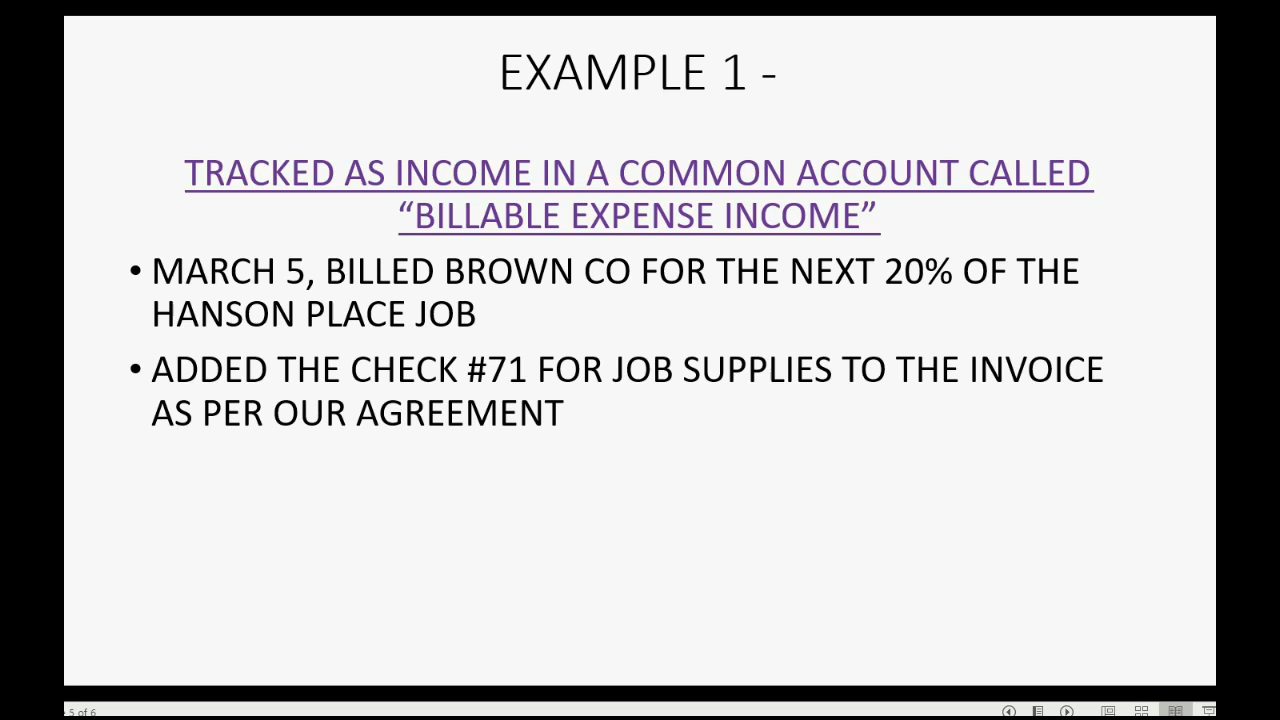 EXAMPLE 1 -
TRACKED AS INCOME IN A COMMON ACCOUNT CALLED
“BILLABLE EXPENSE INCOME”
• MARCH 5, BILLED BROWN CO FOR THE NEXT 20% OF THE
HANSON PLACE JOB
• ADDED THE CHECK #71 FOR JOB SUPPLIES TO THE INVOICE
AS PER OUR AGREEMENT
5 of 6